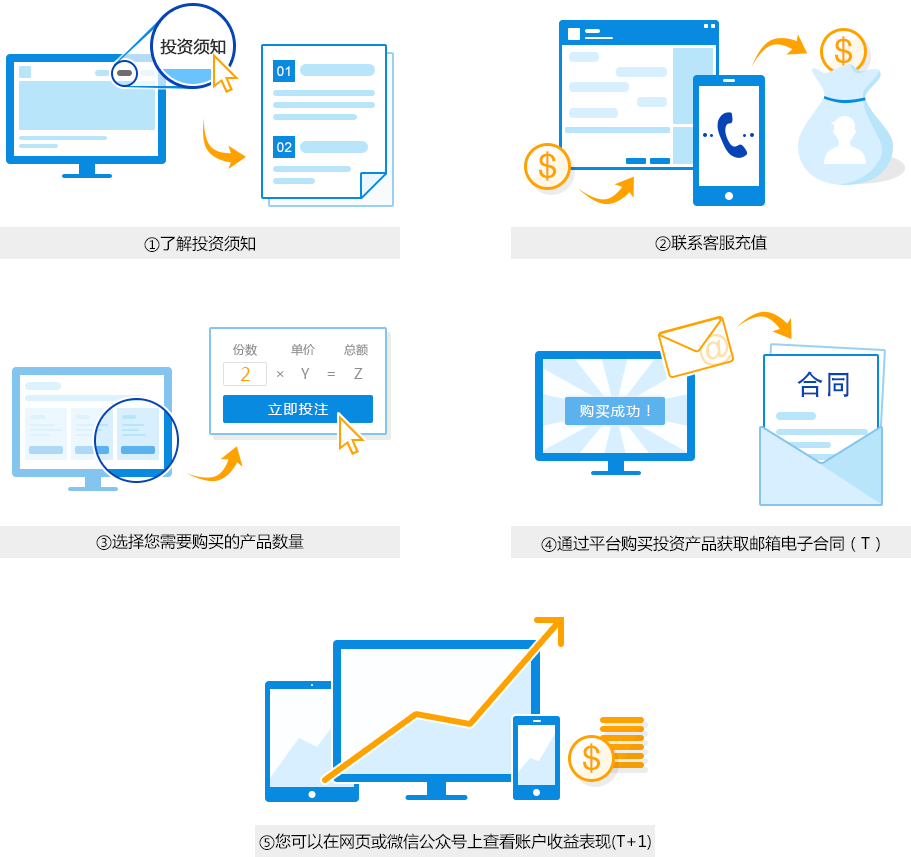 投资须知
01
02
①了解投资须知
$
$
②联系客服充值
份数 单价 总额
2 × Y = Z
立即投注
③选择您需要购买的产品数量
@
购买成功！
合同
④通过平台购买投资产品获取邮箱电子合同（T）
$
⑤您可以在网页或微信公众号上查看账户收益表现(T+1)